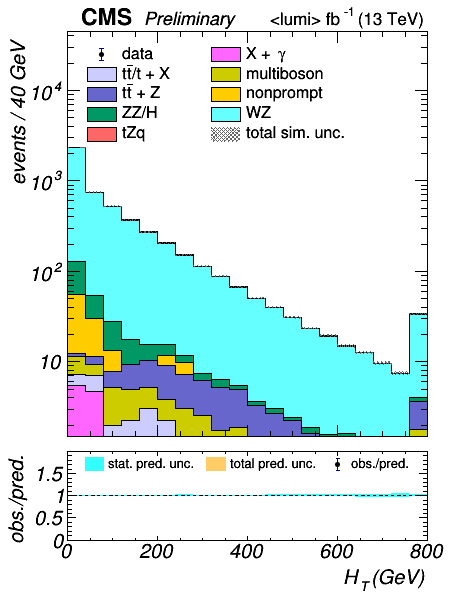 CMS Preliminary <lumi> fb⁻¹ (13 TeV)
events / 40 GeV
data
tt̄/t + X
tt̄ + Z
ZZ/H
tZq
X + γ
multiboson
nonprompt
WZ
total sim. unc.
10⁴
10³
10²
10
obs./pred.
stat. pred. unc. total pred. unc. obs./pred.
1.5
1
0.5
0
0 200 400 600 800
H_T (GeV)